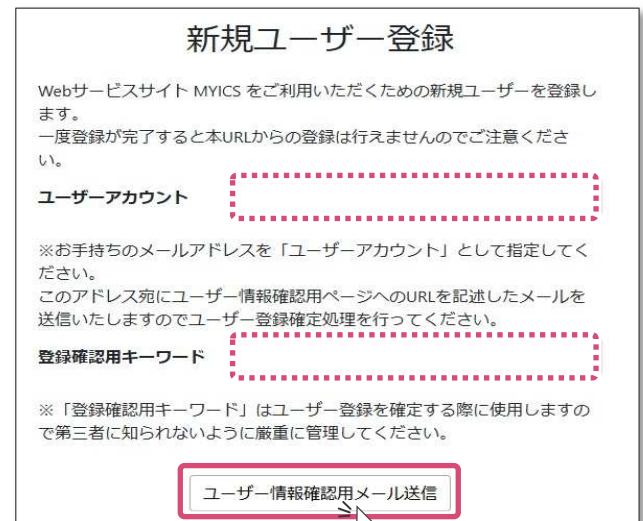 新規ユーザー登録
Webサービスサイト MYICS をご利用いただくための新規ユーザーを登録し
ます。
一度登録が完了すると本URLからの登録は行えませんのでご注意くださ
い。
ユーザーアカウント
※お手持ちのメールアドレスを「ユーザーアカウント」として指定してく
ださい。
このアドレス宛にユーザー情報確認用ページへのURLを記述したメールを
送信いたしますのでユーザー登録確定処理を行ってください。
登録確認用キーワード
※「登録確認用キーワード」はユーザー登録を確定する際に使用しますの
で第三者に知られないように厳重に管理してください。
ユーザー情報確認用メール送信